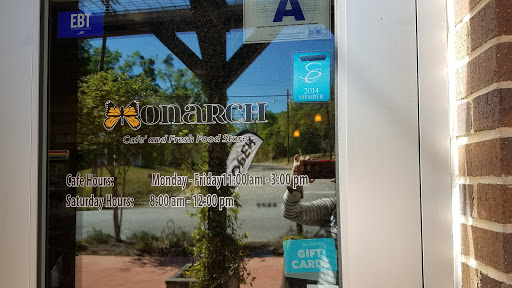 EBT
A
2014
MEMBER
MONARCH
Cafe' and Fresh Food Store
OPEN
Cafe Hours: Monday - Friday 11:00 am - 3:00 pm
Saturday Hours: 8:00 am - 12:00 pm
GIFT
CARDS